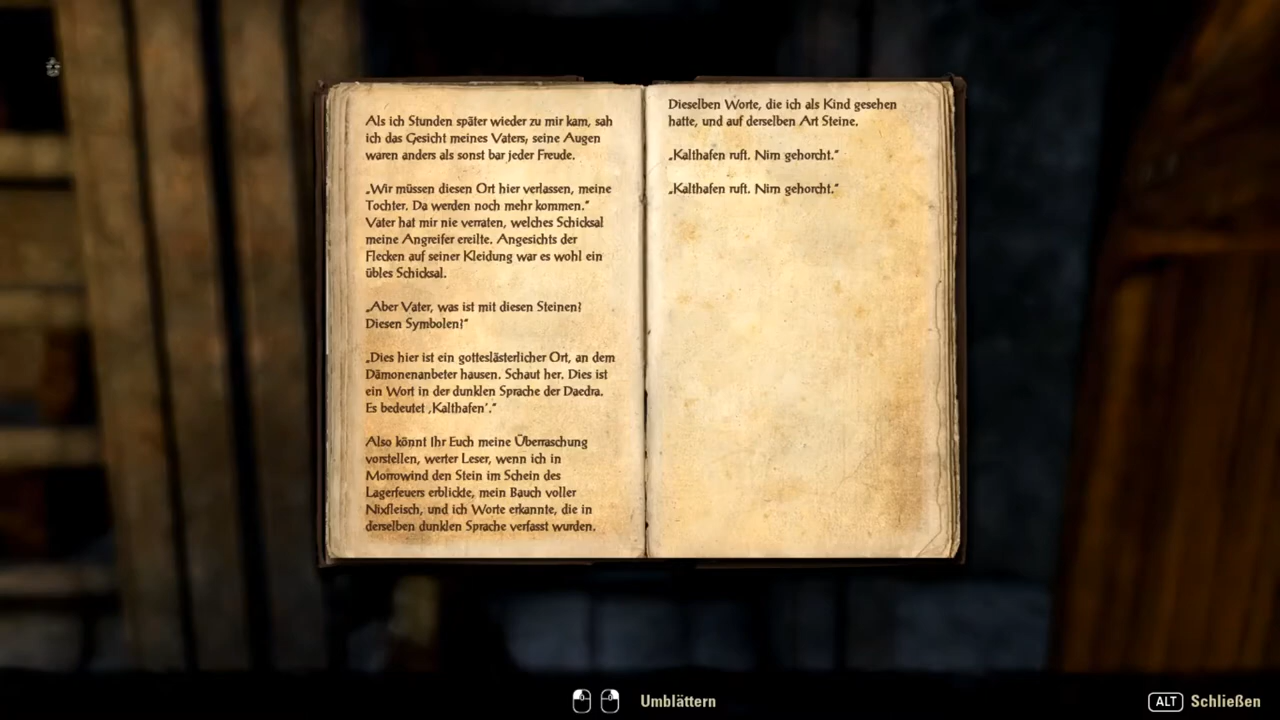 Als ich Stunden später wieder zu mir kam, sah
ich das Gesicht meines Vaters; seine Augen
waren anders als sonst bar jeder Freude.
„Wir müssen diesen Ort hier verlassen, meine
Tochter. Da werden noch mehr kommen.“
Vater hat mir nie verraten, welches Schicksal
meine Angreifer ereilte. Angesichts der
Flecken auf seiner Kleidung war es wohl ein
übles Schicksal.
„Aber Vater, was ist mit diesen Steinen?
Diesen Symbolen?“
„Dies hier ist ein gotteslästerlicher Ort, an dem
Dämonenanbeter hausen. Schaut her. Dies ist
ein Wort in der dunklen Sprache der Daedra.
Es bedeutet ‚Kalthafen‘.“
Also könnt Ihr Euch meine Überraschung
vorstellen, werter Leser, wenn ich in
Morrowind den Stein im Schein des
Lagerfeuers erblickte, mein Bauch voller
Nixfleisch, und ich Worte erkannte, die in
derselben dunklen Sprache verfasst wurden.
Dieselben Worte, die ich als Kind gesehen
hatte, und auf derselben Art Steine.
„Kalthafen ruft. Nirn gehorcht.“
„Kalthafen ruft. Nirn gehorcht.“
Umblättern
ALT Schließen